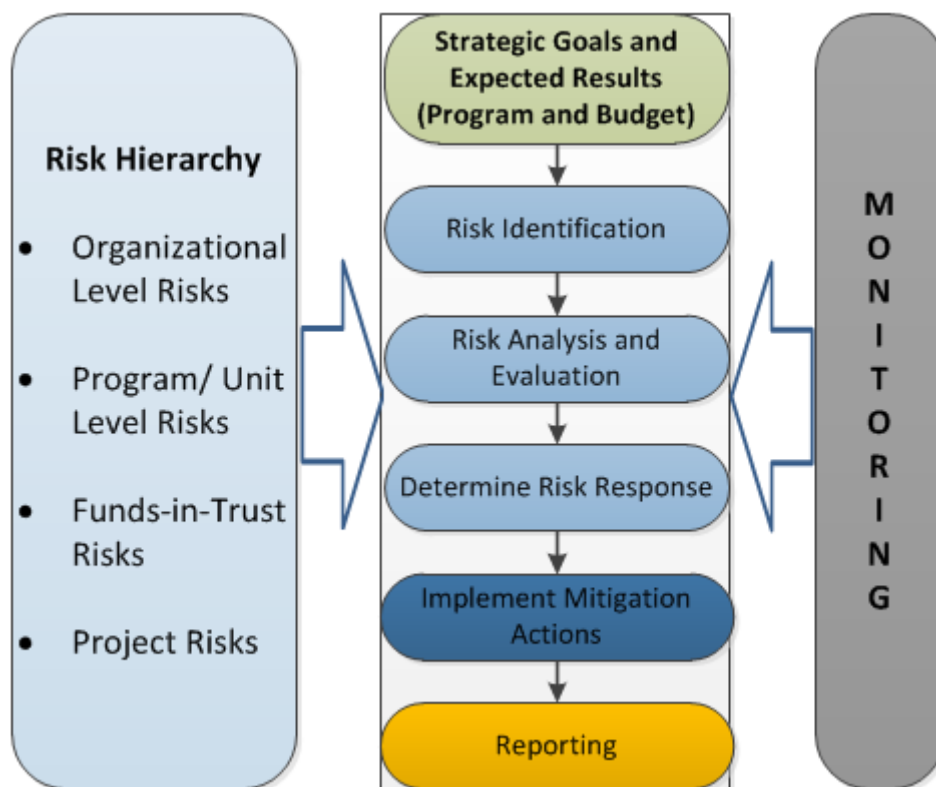 Risk Hierarchy
• Organizational
Level Risks
• Program/ Unit
Level Risks
• Funds-in-Trust
Risks
• Project Risks
Strategic Goals and
Expected Results
(Program and Budget)
Risk Identification
Risk Analysis and
Evaluation
Determine Risk Response
Implement Mitigation
Actions
Reporting
M
O
N
I
T
O
R
I
N
G